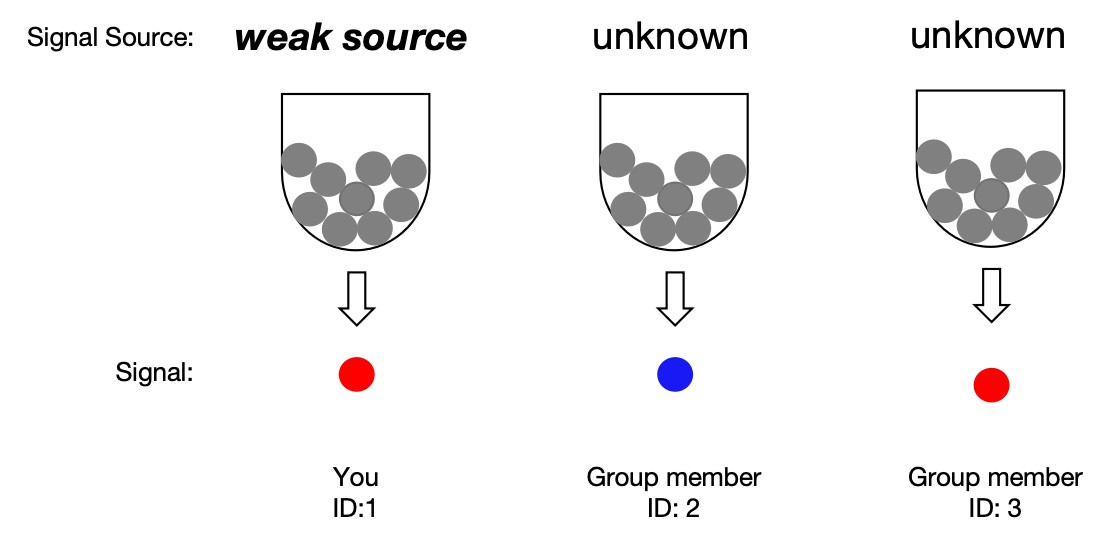 Signal Source: weak source unknown unknown
Signal:
You Group member Group member
ID:1 ID: 2 ID: 3